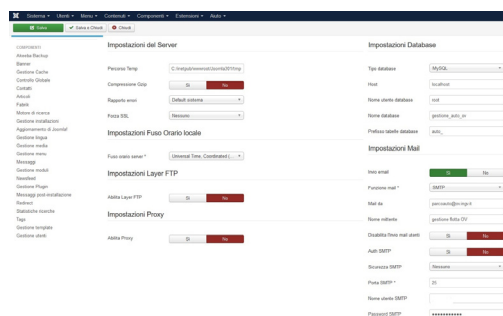 Sistema Utenti Menu Contenuti Componenti Estensioni Aiuto
Salva Salva e Chiudi Chiudi
COMPONENTI
Akeeba Backup
Banner
Gestione Cache
Controllo Globale
Contatti
Articoli
Fabrik
Motore di ricerca
Gestione installazioni
Aggiornamento di Joomla!
Gestione lingua
Gestione media
Gestione menu
Messaggi
Gestione moduli
Newsfeed
Gestione Plugin
Messaggi post-installazione
Redirect
Statistiche ricerche
Tags
Gestione template
Gestione utenti
Impostazioni del Server
Percorso Temp
Compressione Gzip Sì No
Rapporto errori Default sistema
Forza SSL Nessuno
Impostazioni Fuso Orario locale
Fuso orario server * Universal Time, Coordinated (...
Impostazioni Layer FTP
Abilita Layer FTP Sì No
Impostazioni Proxy
Abilita Proxy Sì No
Impostazioni Database
Tipo database MySQL
Host localhost
Nome utente database root
Nome database
Prefisso tabelle database auto_
Impostazioni Mail
Invio email Sì No
Funzione mail * SMTP
Mail da
Nome mittente gestione flotta OV
Disabilita l'invio mail utenti Sì No
Auth SMTP Sì No
Sicurezza SMTP Nessuno
Porta SMTP *
Nome utente SMTP
Password SMTP